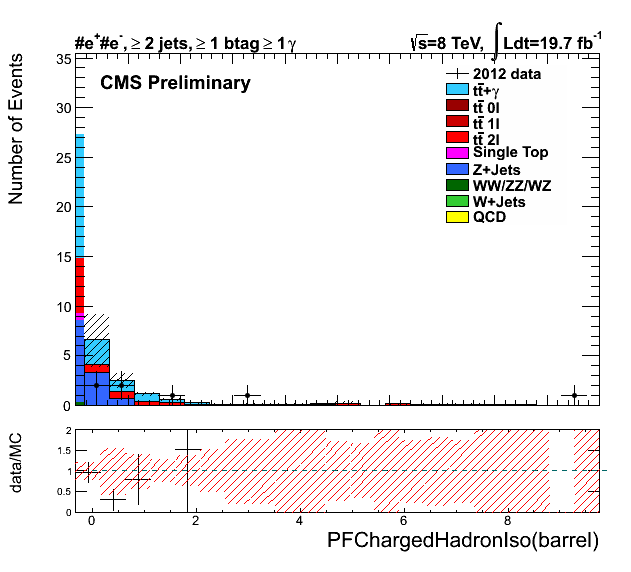 #e⁺#e⁻, ≥ 2 jets, ≥ 1 btag ≥ 1 γ √s=8 TeV, ∫ Ldt=19.7 fb⁻¹
CMS Preliminary
2012 data
tt̄+γ
tt̄ 0l
tt̄ 1l
tt̄ 2l
Single Top
Z+Jets
WW/ZZ/WZ
W+Jets
QCD
Number of Events
35
30
25
20
15
10
5
0
data/MC
2
1.5
1
0.5
0
0 2 4 6 8
PFChargedHadronIso(barrel)